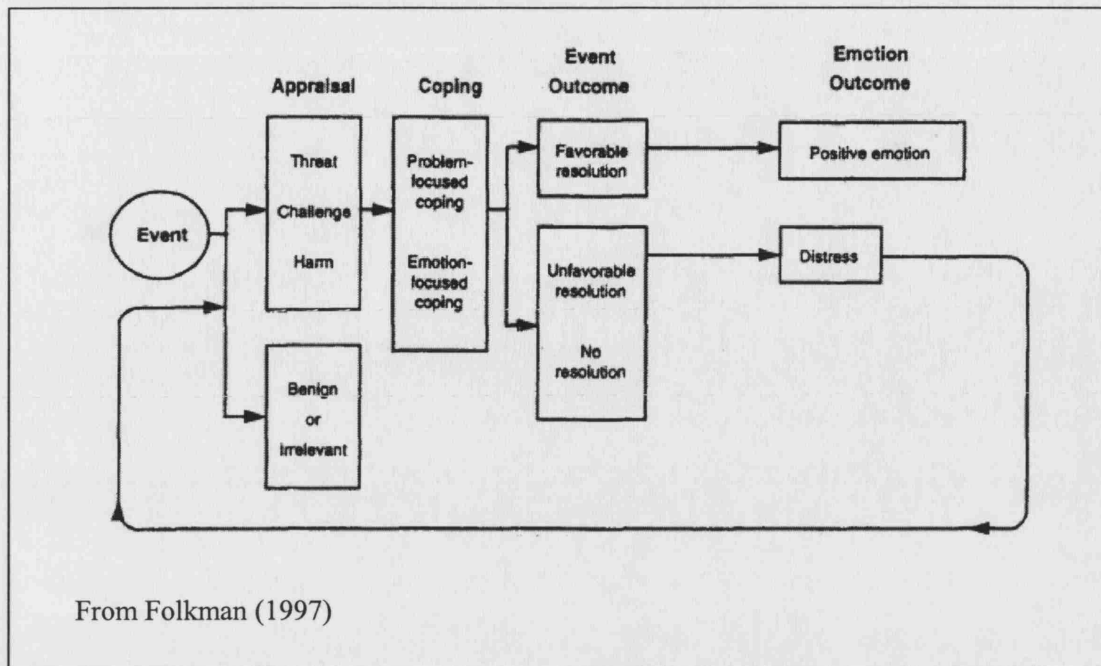 Event
Outcome
Emotion
Outcome
Appraisal
Coping
Threat
Challenge
Harm
Problem-
focused
coping
Emotion-
focused
coping
Favorable
resolution
Positive emotion
Event
Unfavorable
resolution
No
resolution
Distress
Benign
or
Irrelevant
From Folkman (1997)